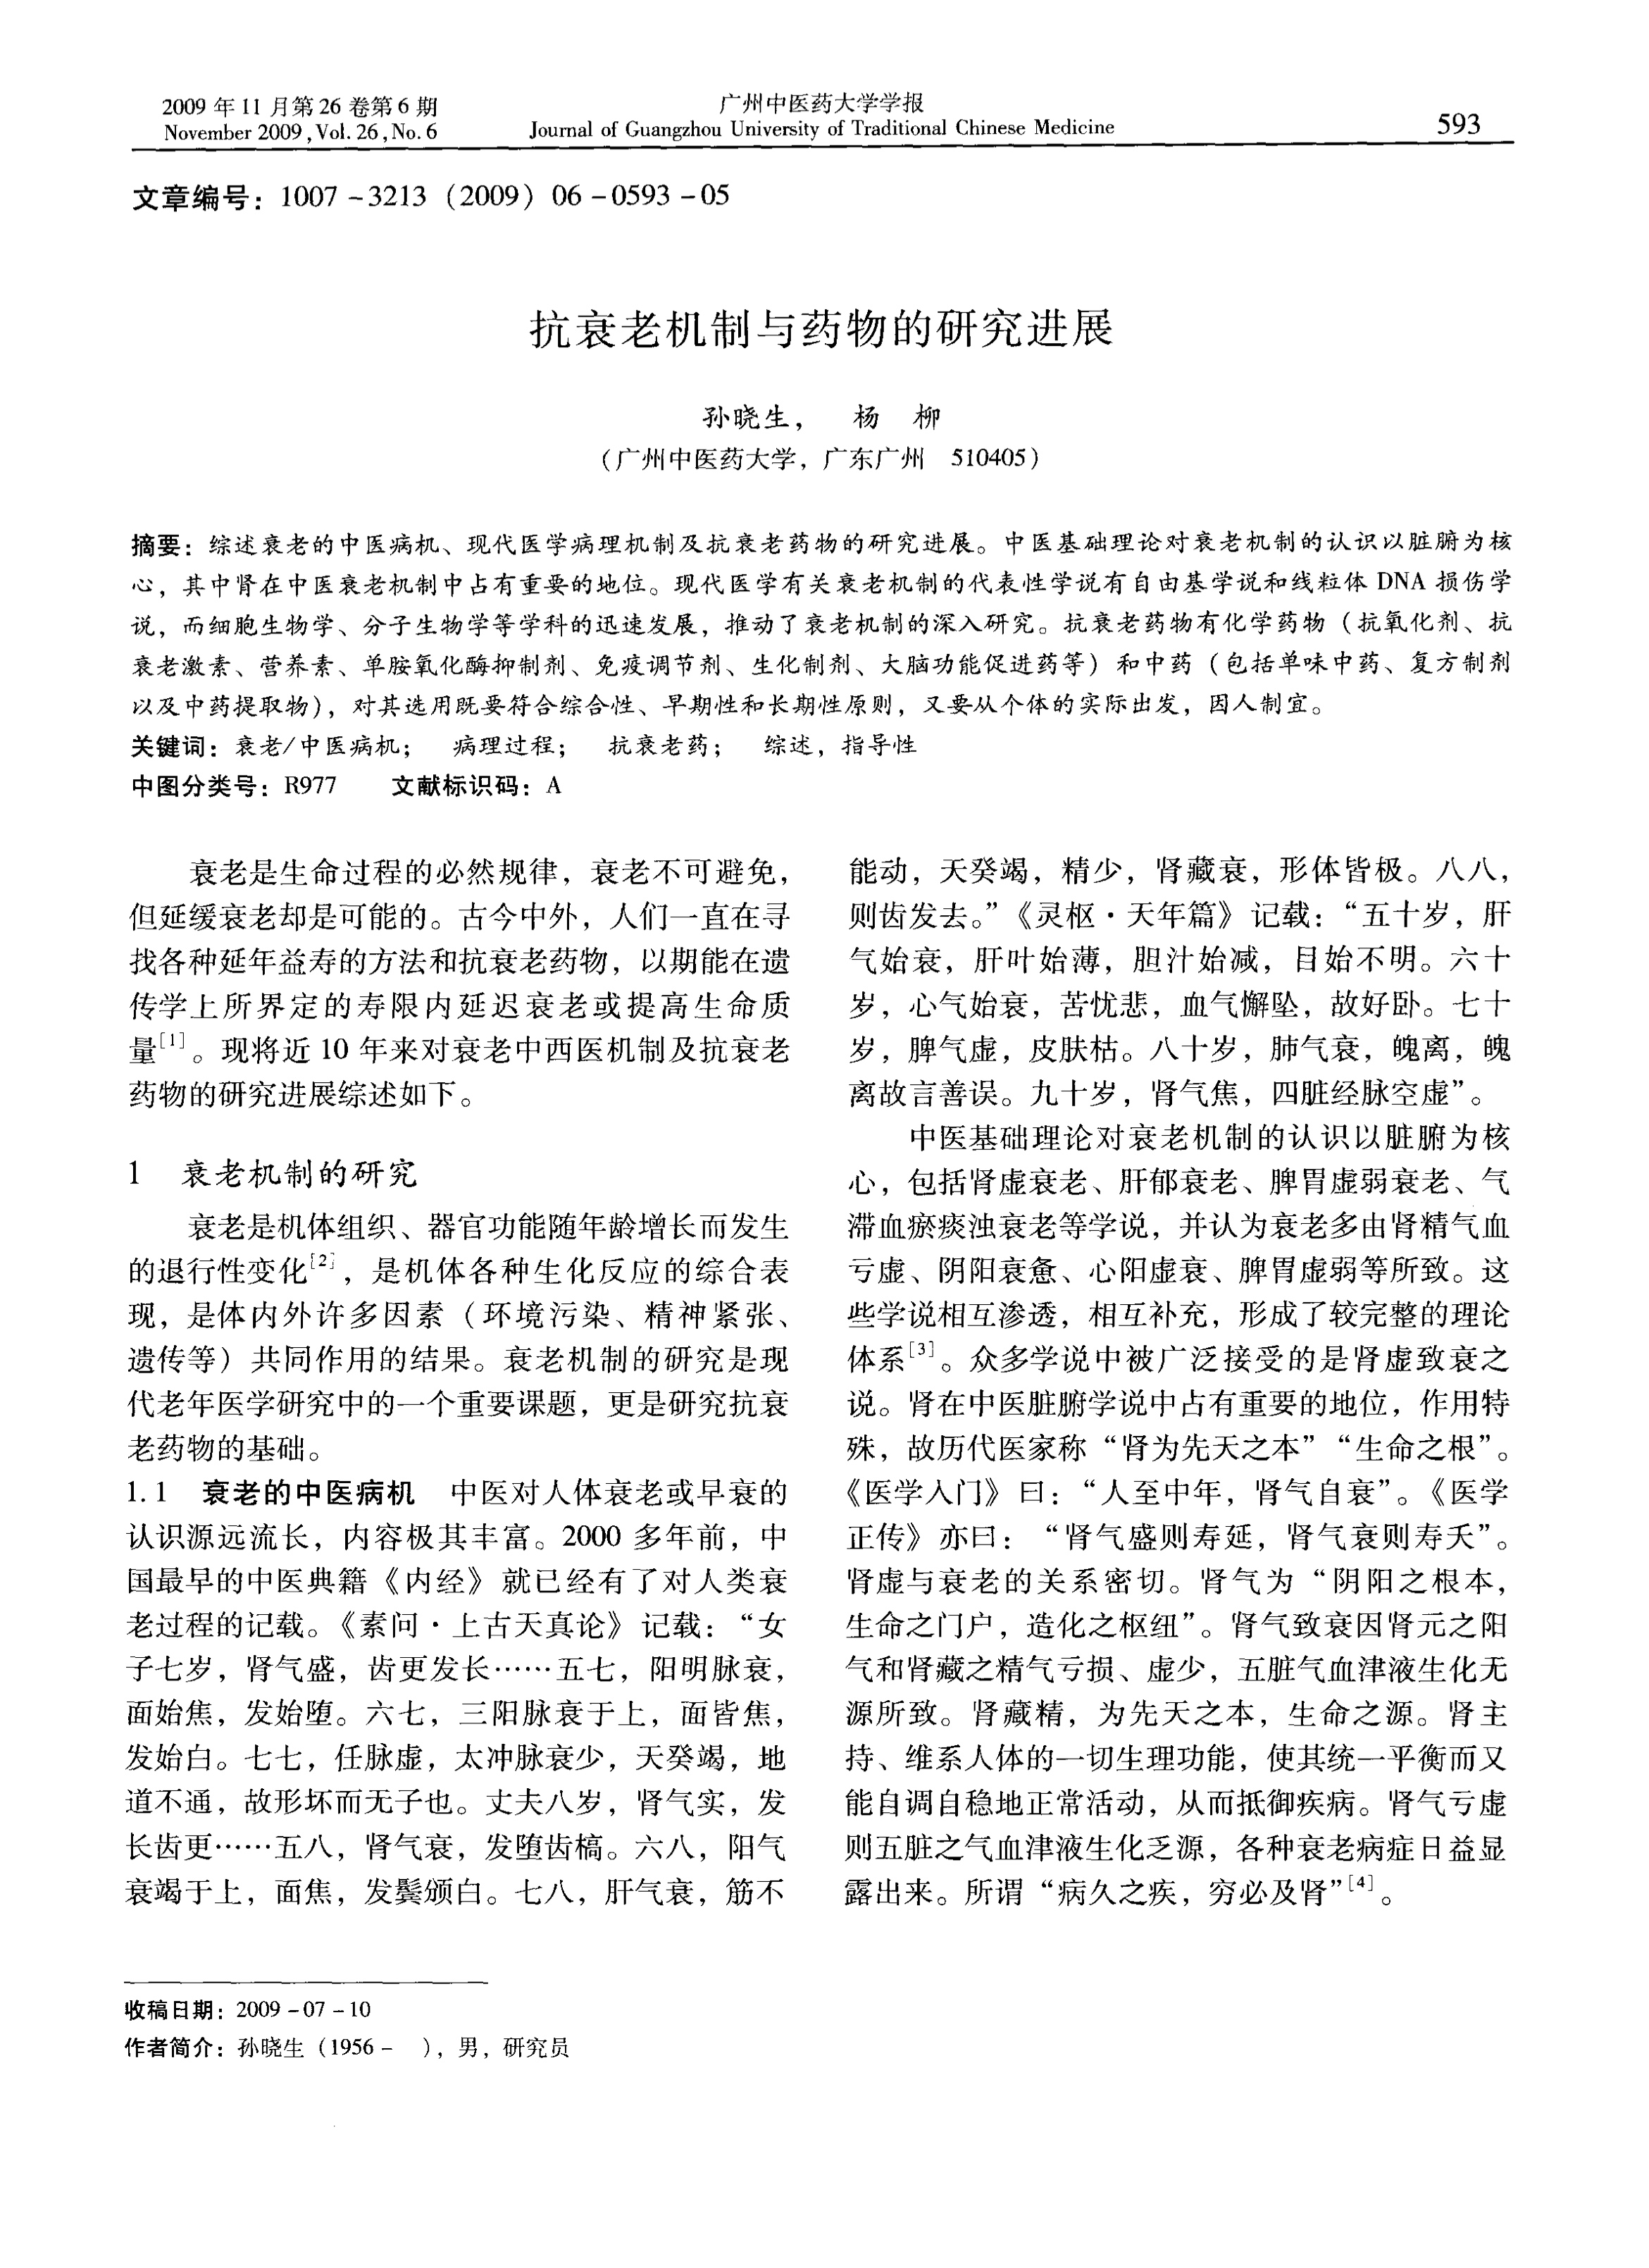 2009 年 11 月第 26 卷第 6 期
November 2009, Vol. 26, No. 6
广州中医药大学学报
Journal of Guangzhou University of Traditional Chinese Medicine
593
文章编号：1007 -3213 (2009) 06 -0593 -05
抗衰老机制与药物的研究进展
孙晓生， 杨 柳
(广州中医药大学，广东广州 510405)
摘要：综述衰老的中医病机、现代医学病理机制及抗衰老药物的研究进展。中医基础理论对衰老机制的认识以脏腑为核
心，其中肾在中医衰老机制中占有重要的地位。现代医学有关衰老机制的代表性学说有自由基学说和线粒体 DNA 损伤学
说，而细胞生物学、分子生物学等学科的迅速发展，推动了衰老机制的深入研究。抗衰老药物有化学药物（抗氧化剂、抗
衰老激素、营养素、单胺氧化酶抑制剂、免疫调节剂、生化制剂、大脑功能促进药等）和中药（包括单味中药、复方制剂
以及中药提取物），对其选用既要符合综合性、早期性和长期性原则，又要从个体的实际出发，因人制宜。
关键词：衰老/中医病机； 病理过程； 抗衰老药； 综述，指导性
中图分类号：R977 文献标识码：A
衰老是生命过程的必然规律，衰老不可避免，
但延缓衰老却是可能的。古今中外，人们一直在寻
找各种延年益寿的方法和抗衰老药物，以期能在遗
传学上所界定的寿限内延迟衰老或提高生命质
量[1]。现将近 10 年来对衰老中西医机制及抗衰老
药物的研究进展综述如下。
1 衰老机制的研究
衰老是机体组织、器官功能随年龄增长而发生
的退行性变化[2]，是机体各种生化反应的综合表
现，是体内外许多因素（环境污染、精神紧张、
遗传等）共同作用的结果。衰老机制的研究是现
代老年医学研究中的一个重要课题，更是研究抗衰
老药物的基础。
1.1 衰老的中医病机 中医对人体衰老或早衰的
认识源远流长，内容极其丰富。2000 多年前，中
国最早的中医典籍《内经》就已经有了对人类衰
老过程的记载。《素问·上古天真论》记载：“女
子七岁，肾气盛，齿更发长……五七，阳明脉衰，
面始焦，发始堕。六七，三阳脉衰于上，面皆焦，
发始白。七七，任脉虚，太冲脉衰少，天癸竭，地
道不通，故形坏而无子也。丈夫八岁，肾气实，发
长齿更……五八，肾气衰，发堕齿槁。六八，阳气
衰竭于上，面焦，发鬓颁白。七八，肝气衰，筋不
能动，天癸竭，精少，肾藏衰，形体皆极。八八，
则齿发去。”《灵枢·天年篇》记载：“五十岁，肝
气始衰，肝叶始薄，胆汁始减，目始不明。六十
岁，心气始衰，苦忧悲，血气懈坠，故好卧。七十
岁，脾气虚，皮肤枯。八十岁，肺气衰，魄离，魄
离故言善误。九十岁，肾气焦，四脏经脉空虚”。
中医基础理论对衰老机制的认识以脏腑为核
心，包括肾虚衰老、肝郁衰老、脾胃虚弱衰老、气
滞血瘀痰浊衰老等学说，并认为衰老多由肾精气血
亏虚、阴阳衰惫、心阳虚衰、脾胃虚弱等所致。这
些学说相互渗透，相互补充，形成了较完整的理论
体系[3]。众多学说中被广泛接受的是肾虚致衰之
说。肾在中医脏腑学说中占有重要的地位，作用特
殊，故历代医家称“肾为先天之本”“生命之根”。
《医学入门》曰：“人至中年，肾气自衰”。《医学
正传》亦曰：“肾气盛则寿延，肾气衰则寿夭”。
肾虚与衰老的关系密切。肾气为“阴阳之根本，
生命之门户，造化之枢纽”。肾气致衰因肾元之阳
气和肾藏之精气亏损、虚少，五脏气血津液生化无
源所致。肾藏精，为先天之本，生命之源。肾主
持、维系人体的一切生理功能，使其统一平衡而又
能自调自稳地正常活动，从而抵御疾病。肾气亏虚
则五脏之气血津液生化乏源，各种衰老病症日益显
露出来。所谓“病久之疾，穷必及肾”[4]。
收稿日期：2009 -07 -10
作者简介：孙晓生（1956 - ），男，研究员